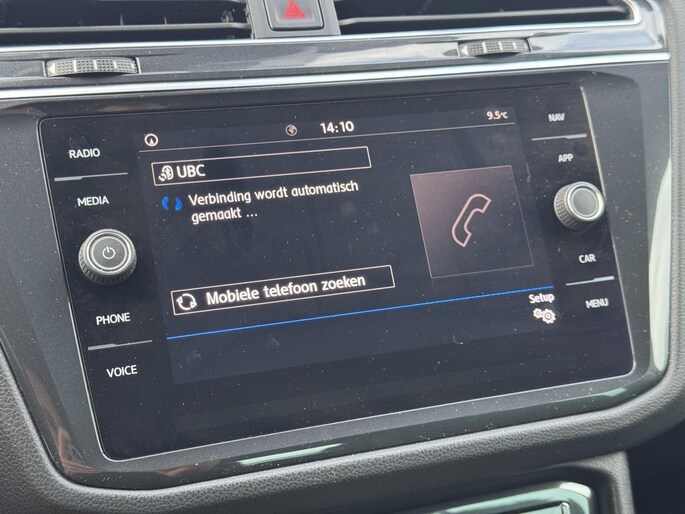 14:10
9.5°C
NAV
RADIO
UBC
APP
MEDIA
Verbinding wordt automatisch
gemaakt ...
CAR
Mobiele telefoon zoeken
Setup
MENU
PHONE
VOICE